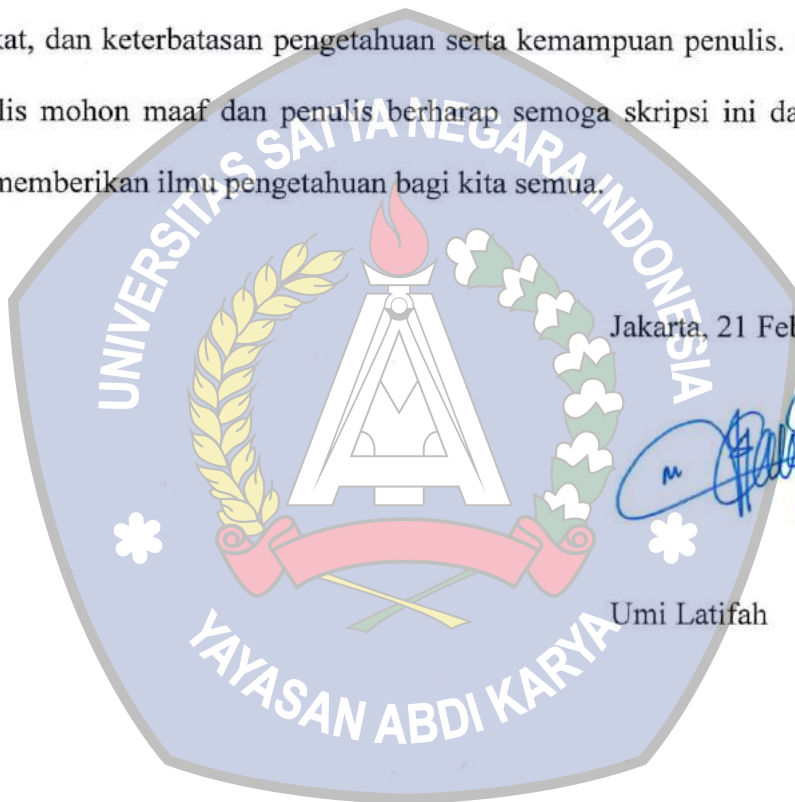 kat, dan keterbatasan pengetahuan serta kemampuan penulis.
lis mohon maaf dan penulis berharap semoga skripsi ini da
memberikan ilmu pengetahuan bagi kita semua.
UNIVERSITAS SATYA NEGARA INDONESIA
Jakarta, 21 Feb
Umi Latifah
YAYASAN ABDI KARYA